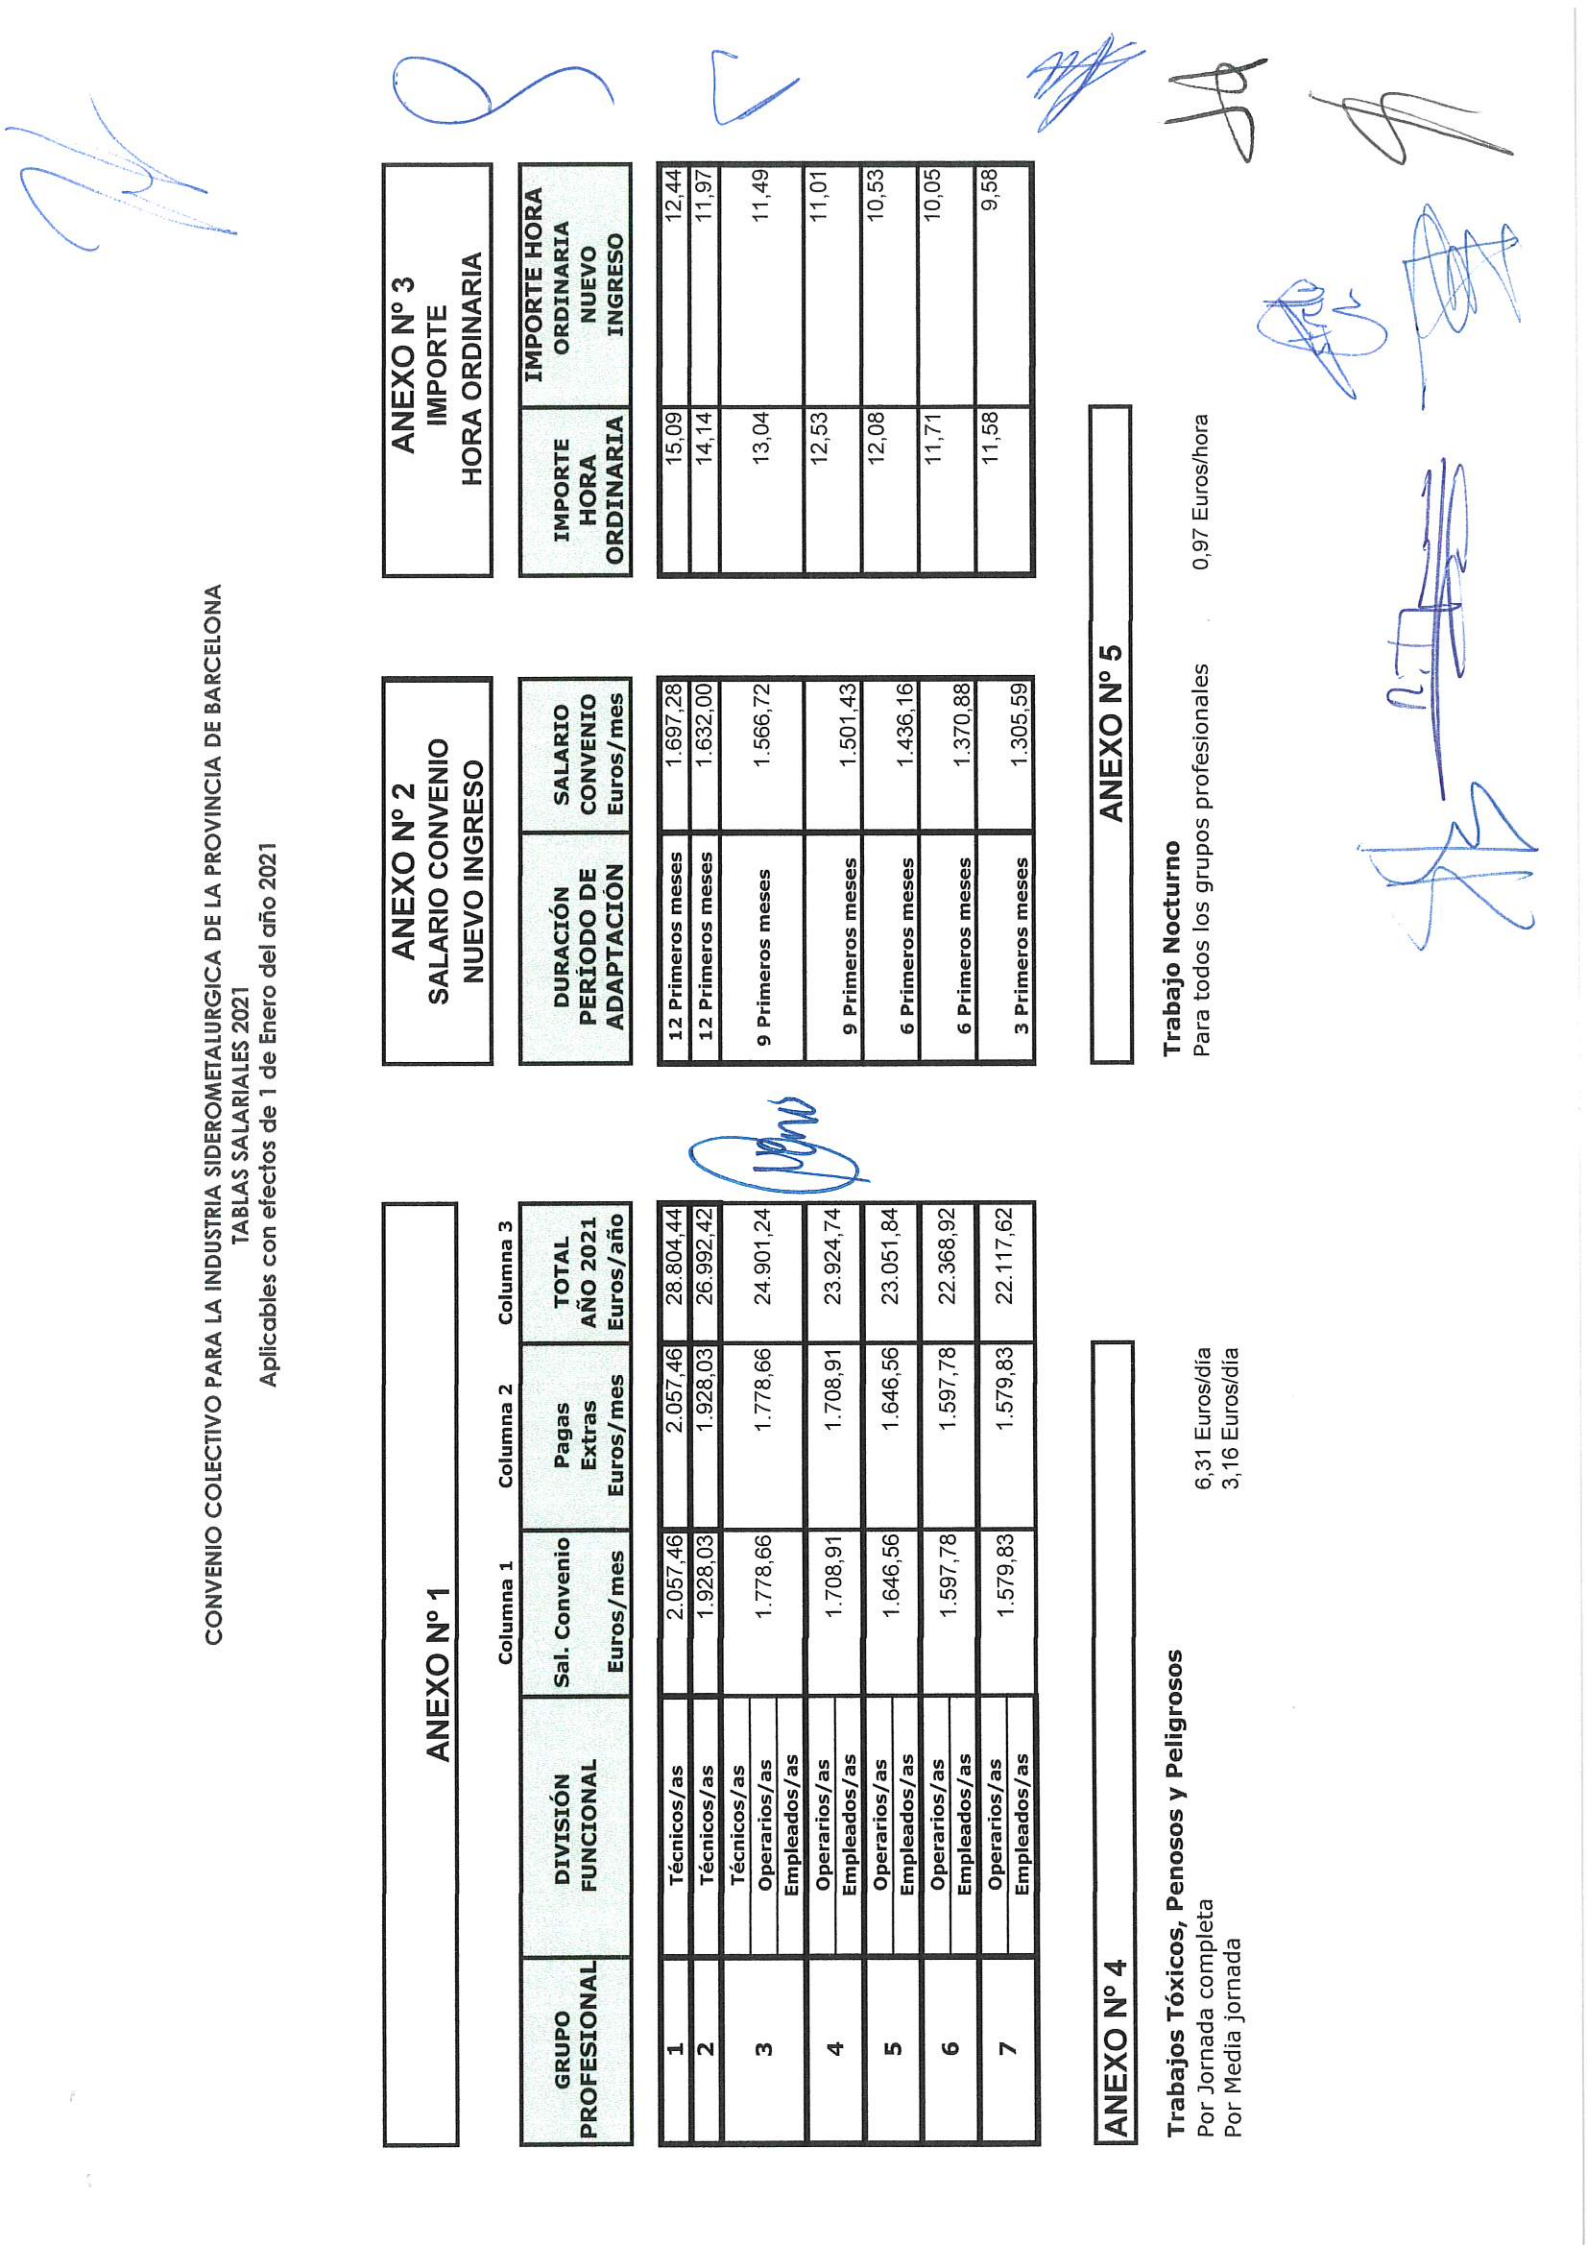 CONVENIO COLECTIVO PARA LA INDUSTRIA SIDEROMETALURGICA DE LA PROVINCIA DE BARCELONA
TABLAS SALARIALES 2021
Aplicables con efectos de 1 de Enero del año 2021
ANEXO Nº 1
Columna 1 Columna 2 Columna 3
GRUPO PROFESIONAL DIVISIÓN FUNCIONAL Sal. Convenio Euros/mes Pagas Extras Euros/mes TOTAL AÑO 2021 Euros/año
1 Técnicos/as 2.057,46 2.057,46 28.804,44
2 Técnicos/as 1.928,03 1.928,03 26.992,42
Técnicos/as
3 Operarios/as 1.778,66 1.778,66 24.901,24
Empleados/as
4 Operarios/as 1.708,91 1.708,91 23.924,74
Empleados/as
5 Operarios/as 1.646,56 1.646,56 23.051,84
Empleados/as
6 Operarios/as 1.597,78 1.597,78 22.368,92
Empleados/as
7 Operarios/as 1.579,83 1.579,83 22.117,62
Empleados/as
ANEXO Nº 2
SALARIO CONVENIO
NUEVO INGRESO
DURACIÓN PERÍODO DE ADAPTACIÓN SALARIO CONVENIO Euros/mes
12 Primeros meses 1.697,28
12 Primeros meses 1.632,00
9 Primeros meses 1.566,72
9 Primeros meses 1.501,43
6 Primeros meses 1.436,16
6 Primeros meses 1.370,88
3 Primeros meses 1.305,59
ANEXO Nº 3
IMPORTE
HORA ORDINARIA
IMPORTE HORA ORDINARIA IMPORTE HORA ORDINARIA NUEVO INGRESO
15,09 12,44
14,14 11,97
13,04 11,49
12,53 11,01
12,08 10,53
11,71 10,05
11,58 9,58
ANEXO Nº 4
Trabajos Tóxicos, Penosos y Peligrosos
Por Jornada completa 6,31 Euros/día
Por Media jornada 3,16 Euros/día
ANEXO Nº 5
Trabajo Nocturno
Para todos los grupos profesionales 0,97 Euros/hora